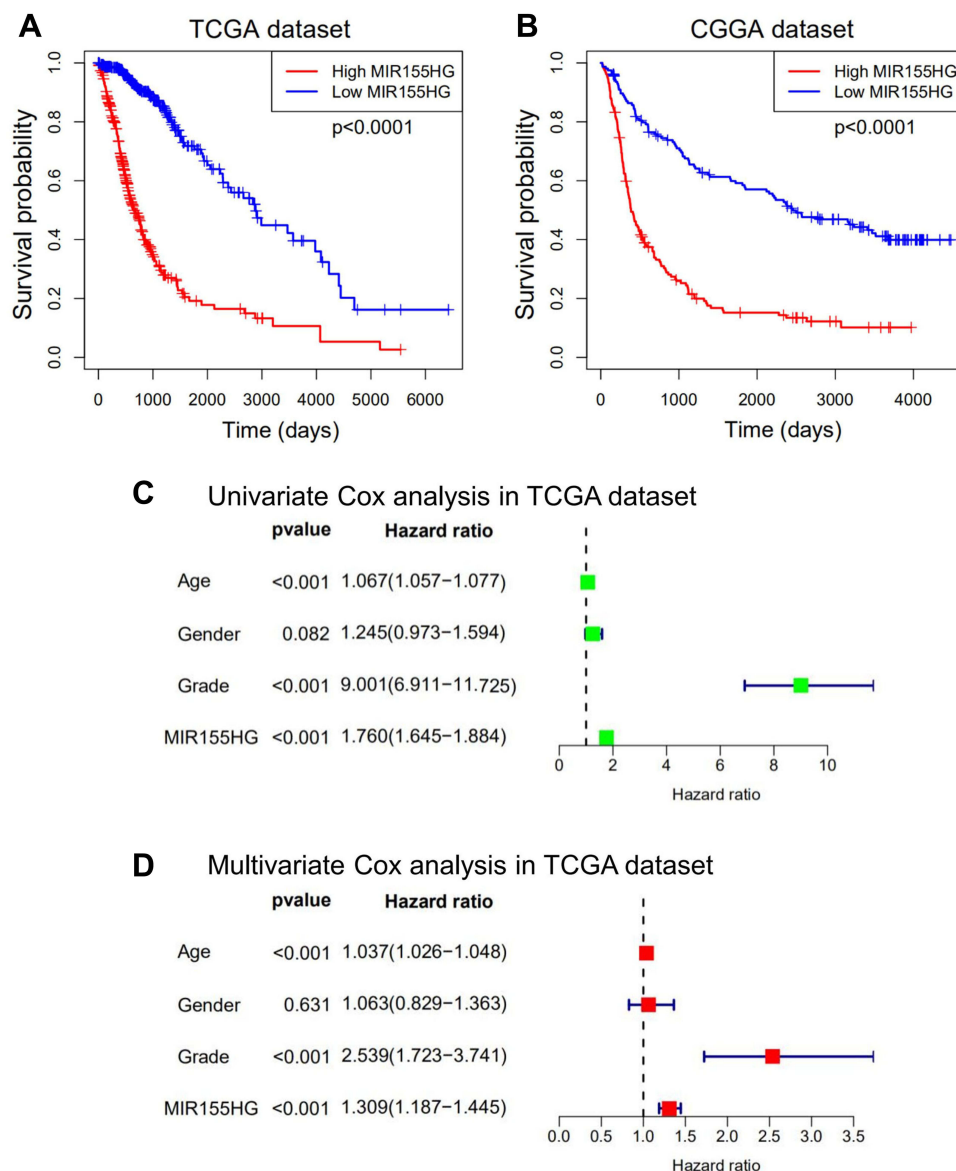 A
TCGA dataset
High MIR155HG
Low MIR155HG
p<0.0001
Survival probability
1.0
0.8
0.6
0.4
0.2
0.0
0 1000 2000 3000 4000 5000 6000
Time (days)
B
CGGA dataset
High MIR155HG
Low MIR155HG
p<0.0001
Survival probability
1.0
0.8
0.6
0.4
0.2
0.0
0 1000 2000 3000 4000
Time (days)
C Univariate Cox analysis in TCGA dataset
pvalue Hazard ratio
Age <0.001 1.067(1.057−1.077)
Gender 0.082 1.245(0.973−1.594)
Grade <0.001 9.001(6.911−11.725)
MIR155HG <0.001 1.760(1.645−1.884)
0 2 4 6 8 10
Hazard ratio
D Multivariate Cox analysis in TCGA dataset
pvalue Hazard ratio
Age <0.001 1.037(1.026−1.048)
Gender 0.631 1.063(0.829−1.363)
Grade <0.001 2.539(1.723−3.741)
MIR155HG <0.001 1.309(1.187−1.445)
0.0 0.5 1.0 1.5 2.0 2.5 3.0 3.5
Hazard ratio